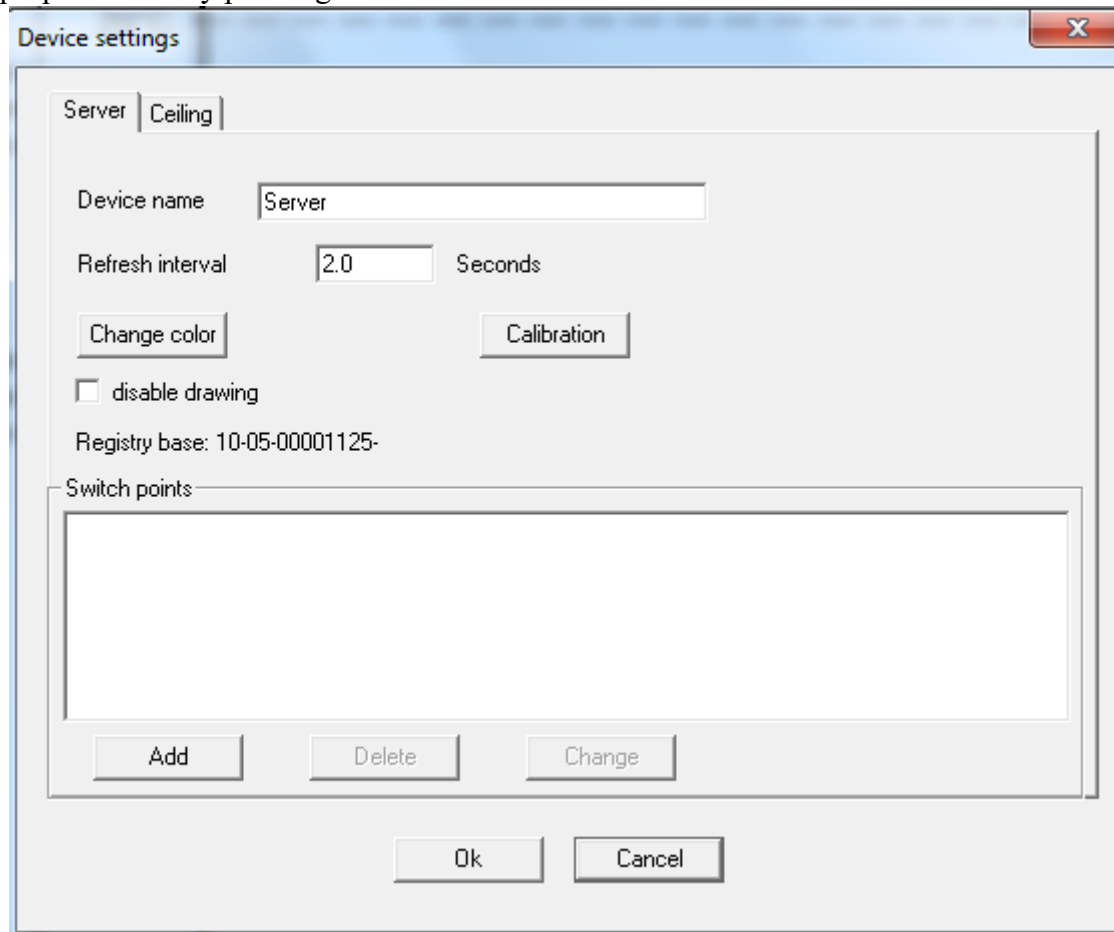 Device settings
Server Ceiling
Device name Server
Refresh interval 2.0 Seconds
Change color Calibration
disable drawing
Registry base: 10-05-00001125-
Switch points
Add Delete Change
Ok Cancel